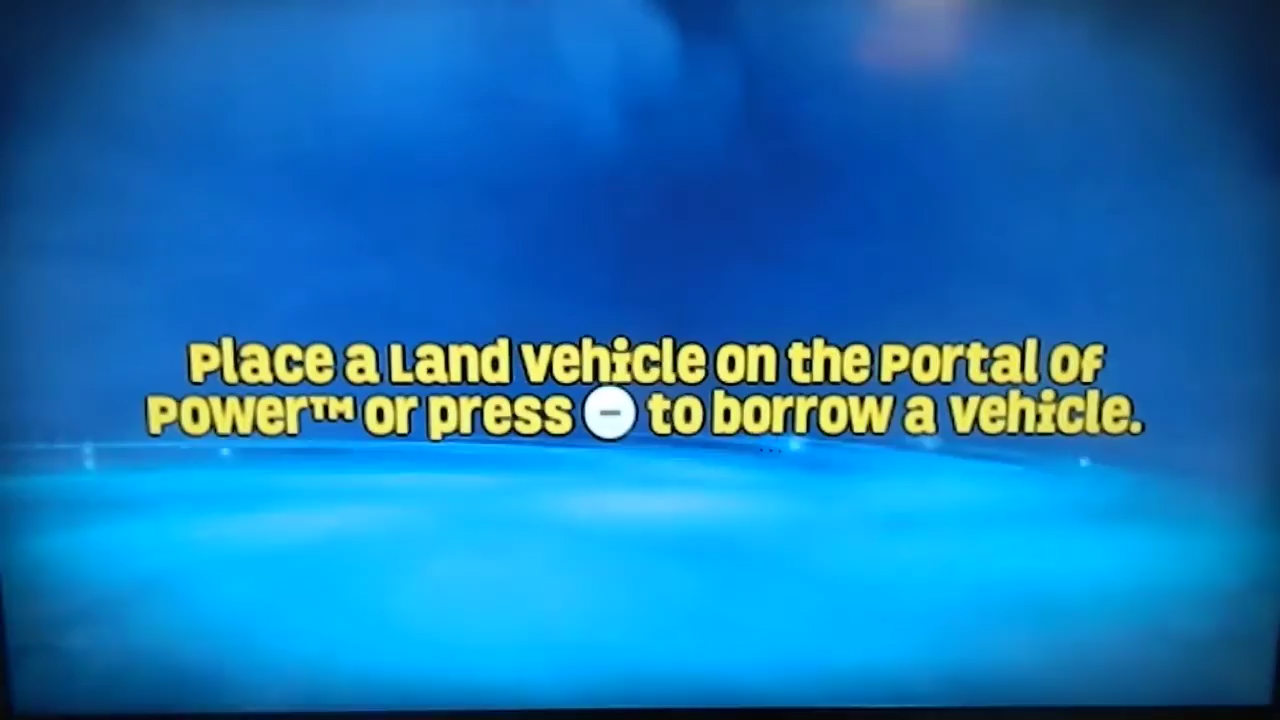 Place a Land vehicle on the Portal of
Power™ or press ⊖ to borrow a vehicle.